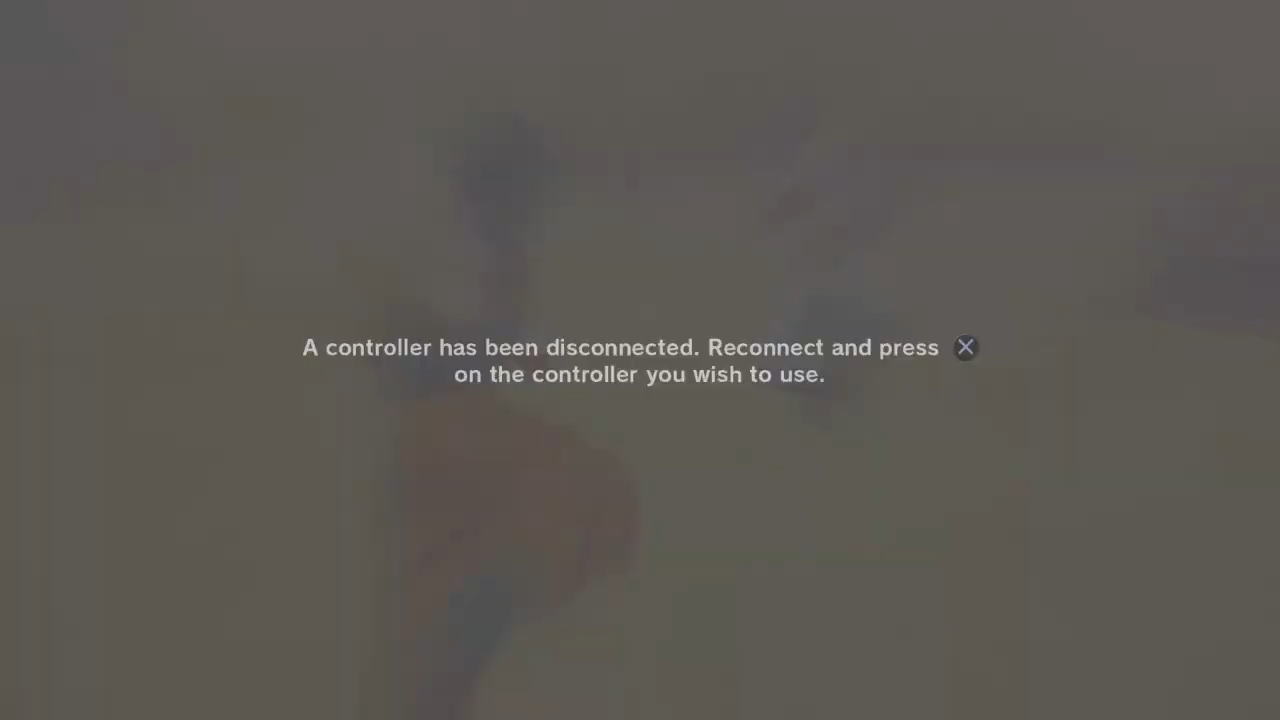 A controller has been disconnected. Reconnect and press ⓧ
on the controller you wish to use.